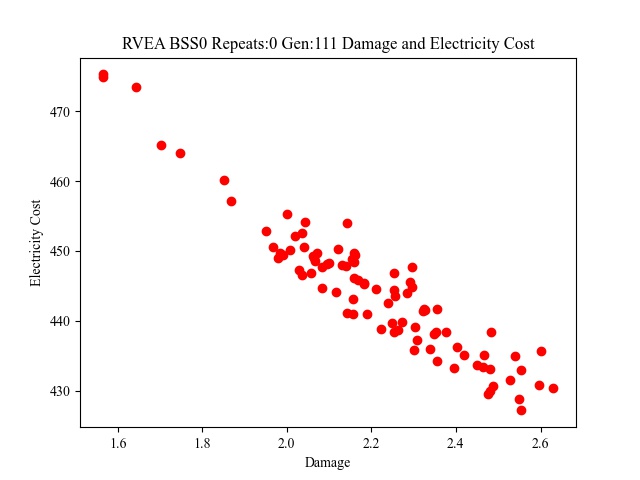 RVEA BSS0 Repeats:0 Gen:111 Damage and Electricity Cost
470
460
450
440
430
Electricity Cost
1.6 1.8 2.0 2.2 2.4 2.6
Damage